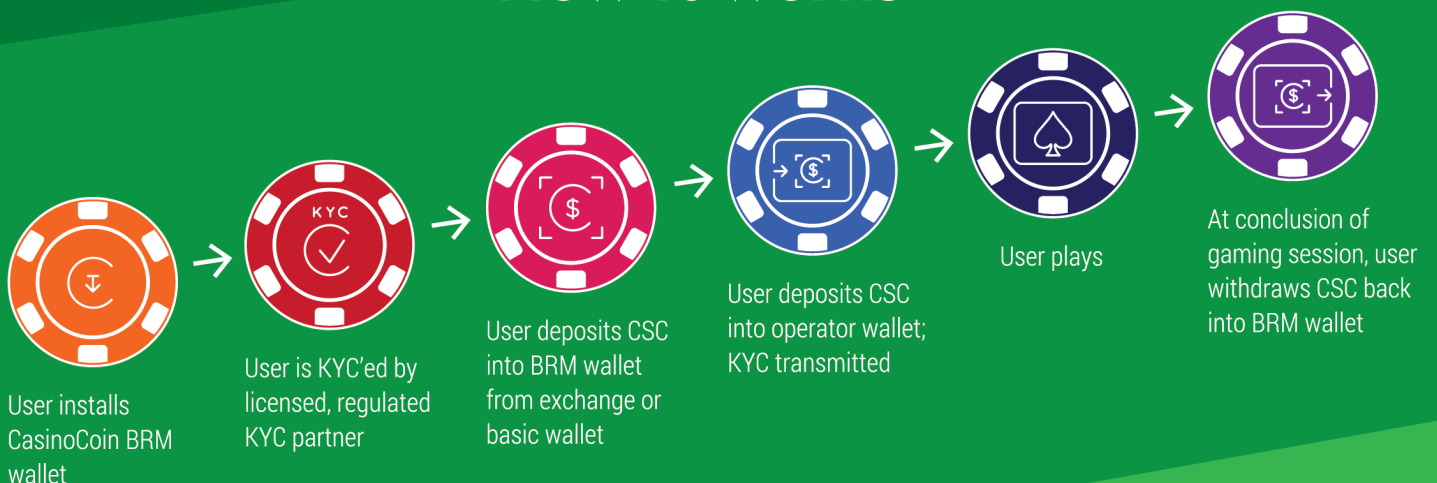 User installs
CasinoCoin BRM
wallet
KYC
User is KYC'ed by
licensed, regulated
KYC partner
$
User deposits CSC
into BRM wallet
from exchange or
basic wallet
$
User deposits CSC
into operator wallet;
KYC transmitted
User plays
$
At conclusion of
gaming session, user
withdraws CSC back
into BRM wallet